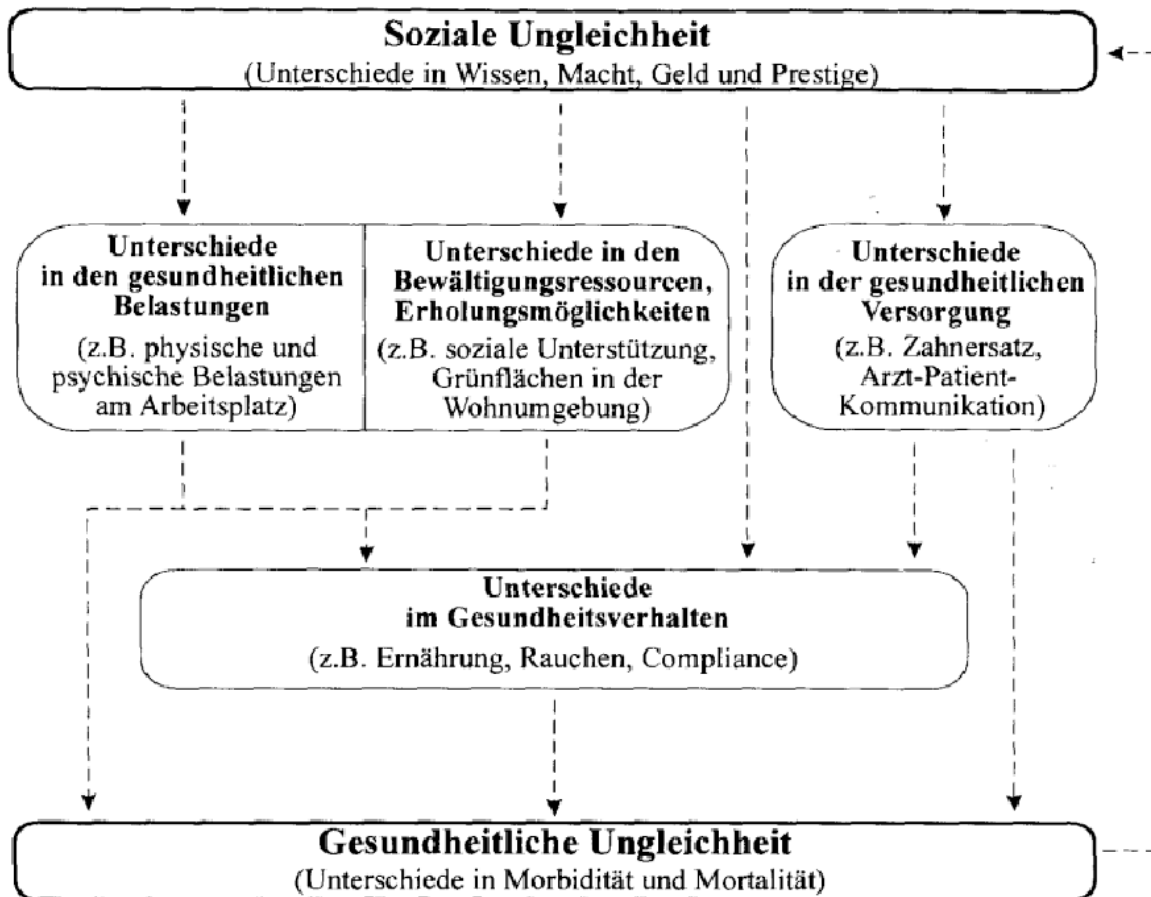 Soziale Ungleichheit
(Unterschiede in Wissen, Macht, Geld und Prestige)
Unterschiede
in den gesundheitlichen
Belastungen
(z.B. physische und
psychische Belastungen
am Arbeitsplatz)
Unterschiede in den
Bewältigungsressourcen,
Erholungsmöglichkeiten
(z.B. soziale Unterstützung,
Grünflächen in der
Wohnumgebung)
Unterschiede
in der gesundheitlichen
Versorgung
(z.B. Zahnersatz,
Arzt-Patient-
Kommunikation)
Unterschiede
im Gesundheitsverhalten
(z.B. Ernährung, Rauchen, Compliance)
Gesundheitliche Ungleichheit
(Unterschiede in Morbidität und Mortalität)